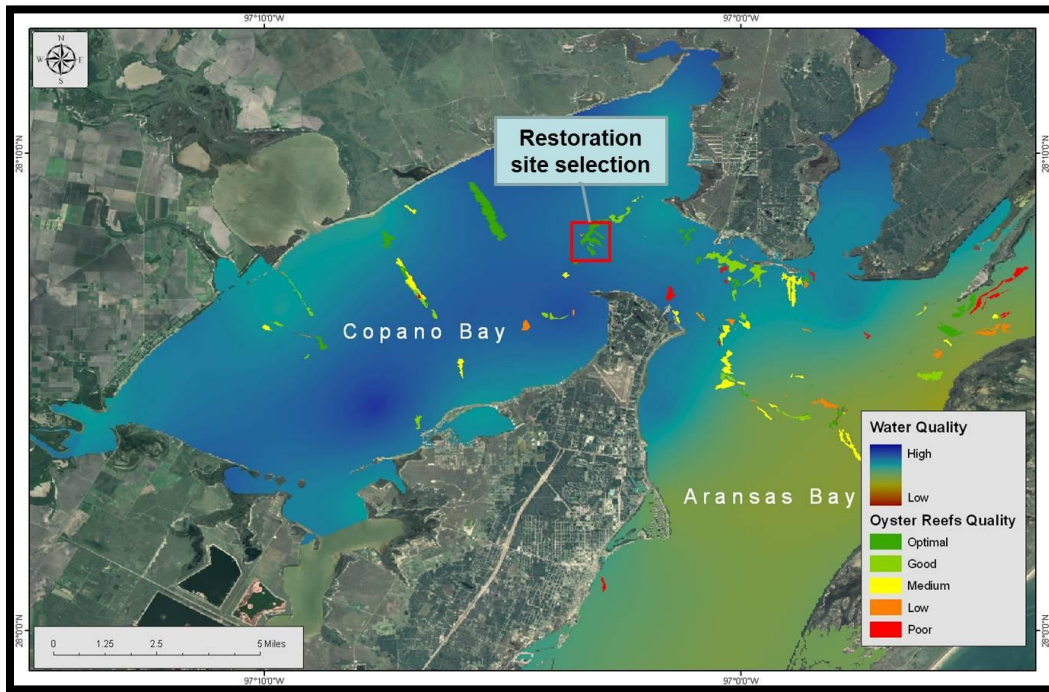 97°10'0"W
97°0'0"W
N
W E
S
28°10'0"N
28°10'0"N
Restoration
site selection
Copano Bay
Aransas Bay
Water Quality
High
Low
Oyster Reefs Quality
Optimal
Good
Medium
Low
Poor
28°0'0"N
28°0'0"N
0 1.25 2.5 5 Miles
97°10'0"W
97°0'0"W